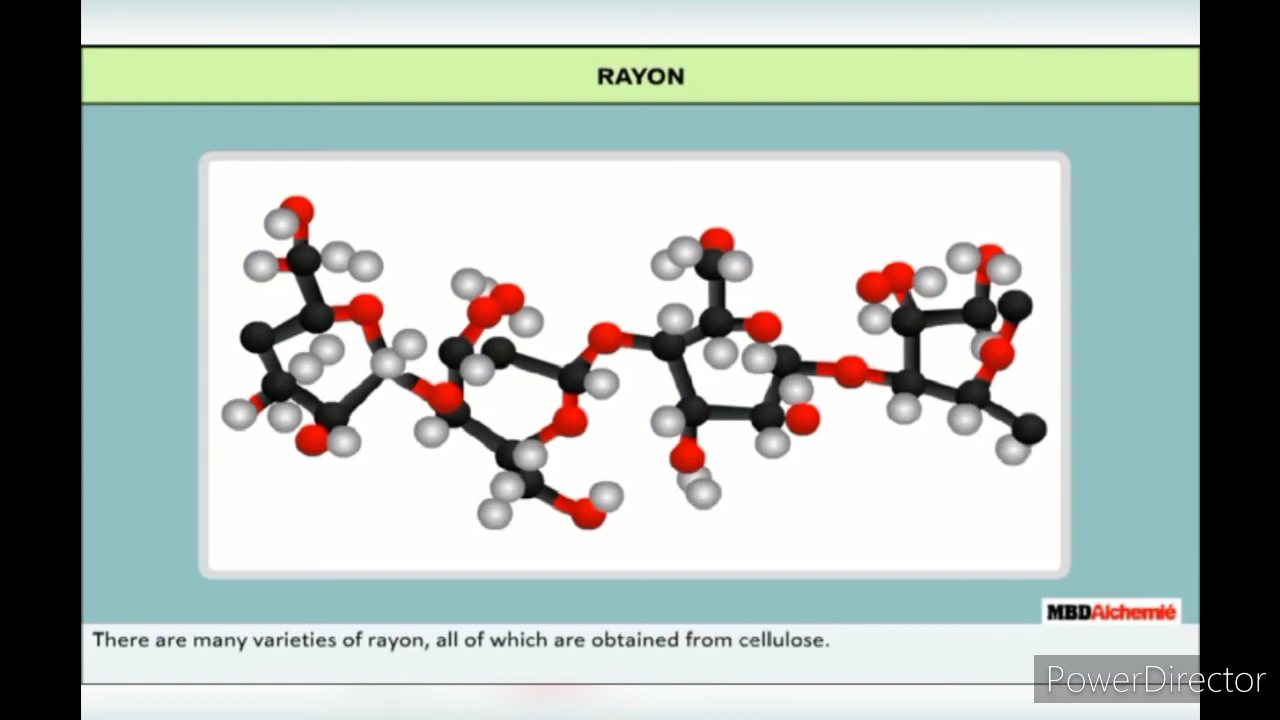 RAYON
MBDAlchemié
There are many varieties of rayon, all of which are obtained from cellulose.
PowerDirector